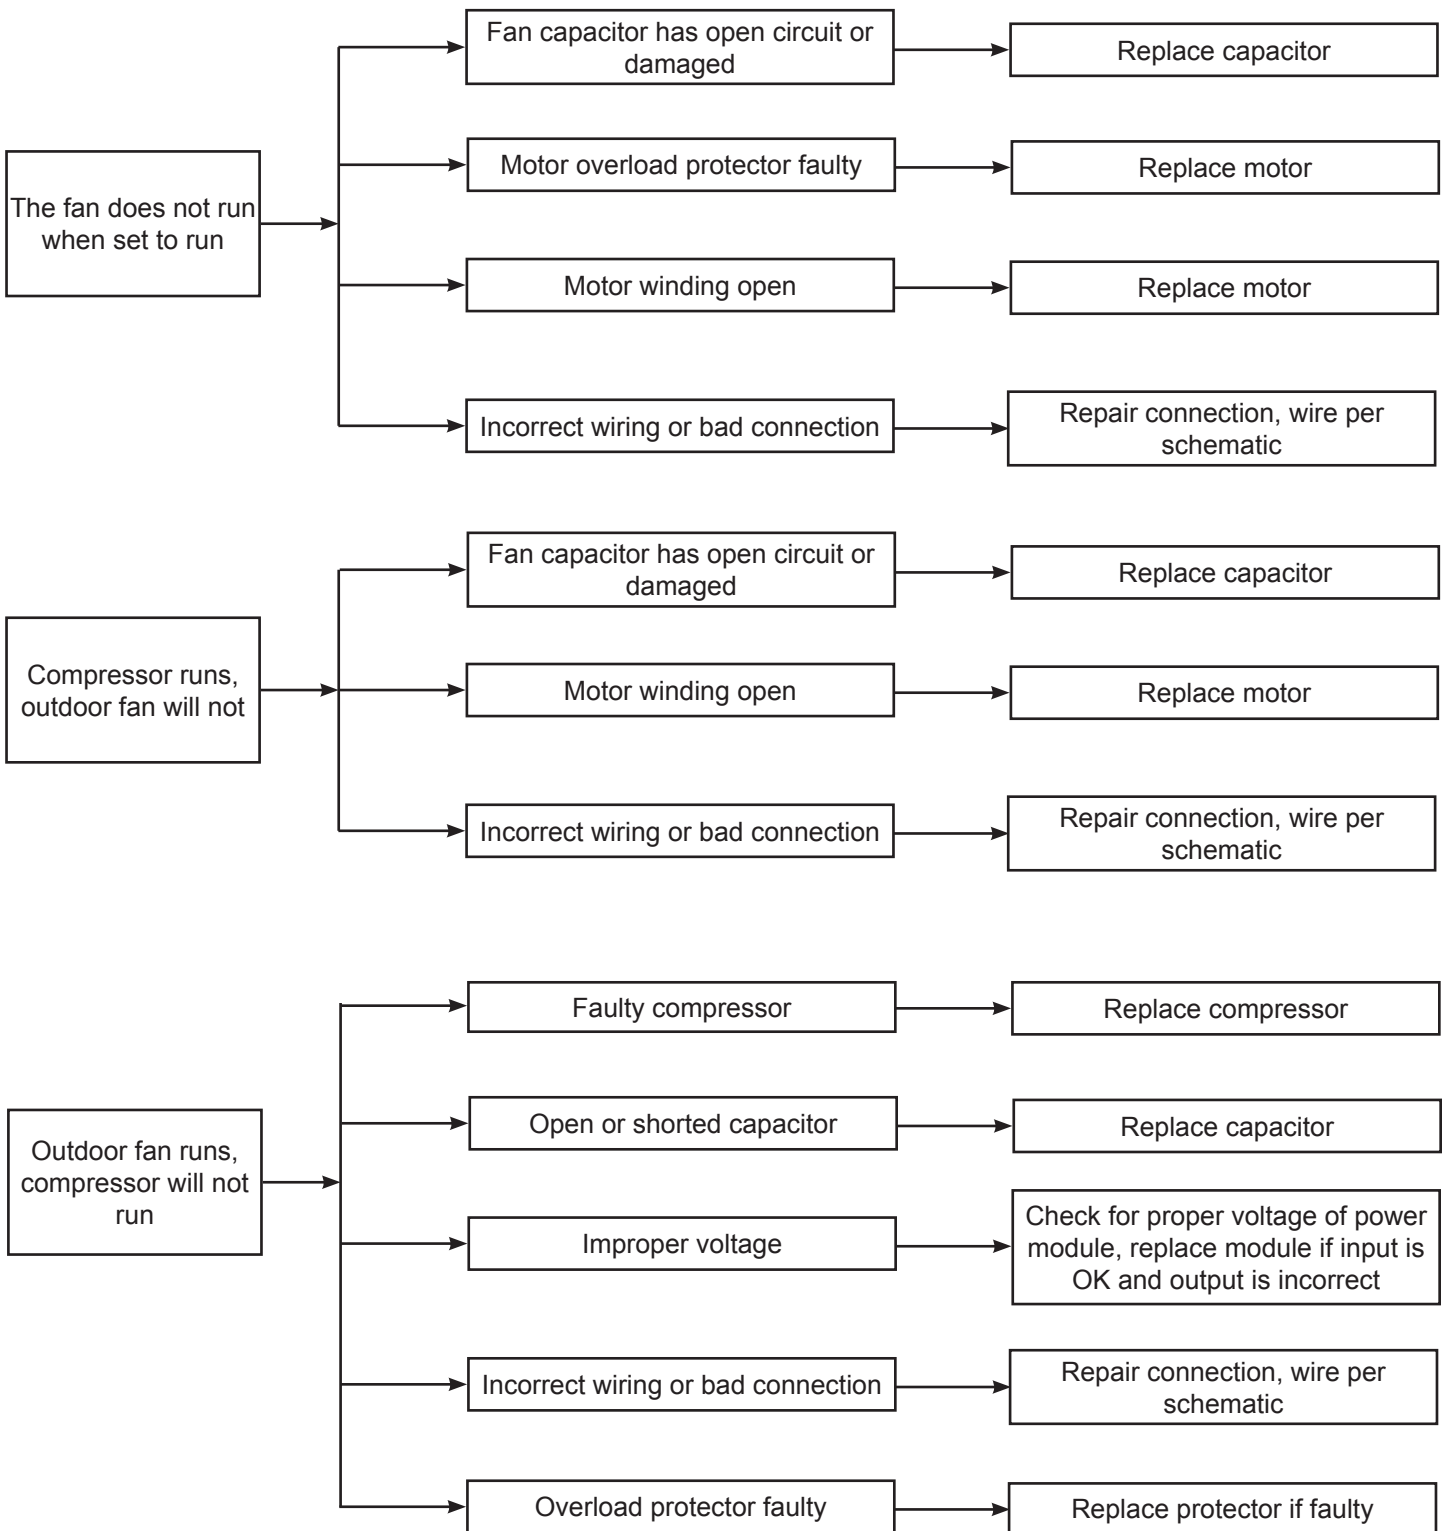 The fan does not run
when set to run
Fan capacitor has open circuit or
damaged
Replace capacitor
Motor overload protector faulty
Replace motor
Motor winding open
Replace motor
Incorrect wiring or bad connection
Repair connection, wire per
schematic
Compressor runs,
outdoor fan will not
Fan capacitor has open circuit or
damaged
Replace capacitor
Motor winding open
Replace motor
Incorrect wiring or bad connection
Repair connection, wire per
schematic
Outdoor fan runs,
compressor will not
run
Faulty compressor
Replace compressor
Open or shorted capacitor
Replace capacitor
Improper voltage
Check for proper voltage of power
module, replace module if input is
OK and output is incorrect
Incorrect wiring or bad connection
Repair connection, wire per
schematic
Overload protector faulty
Replace protector if faulty